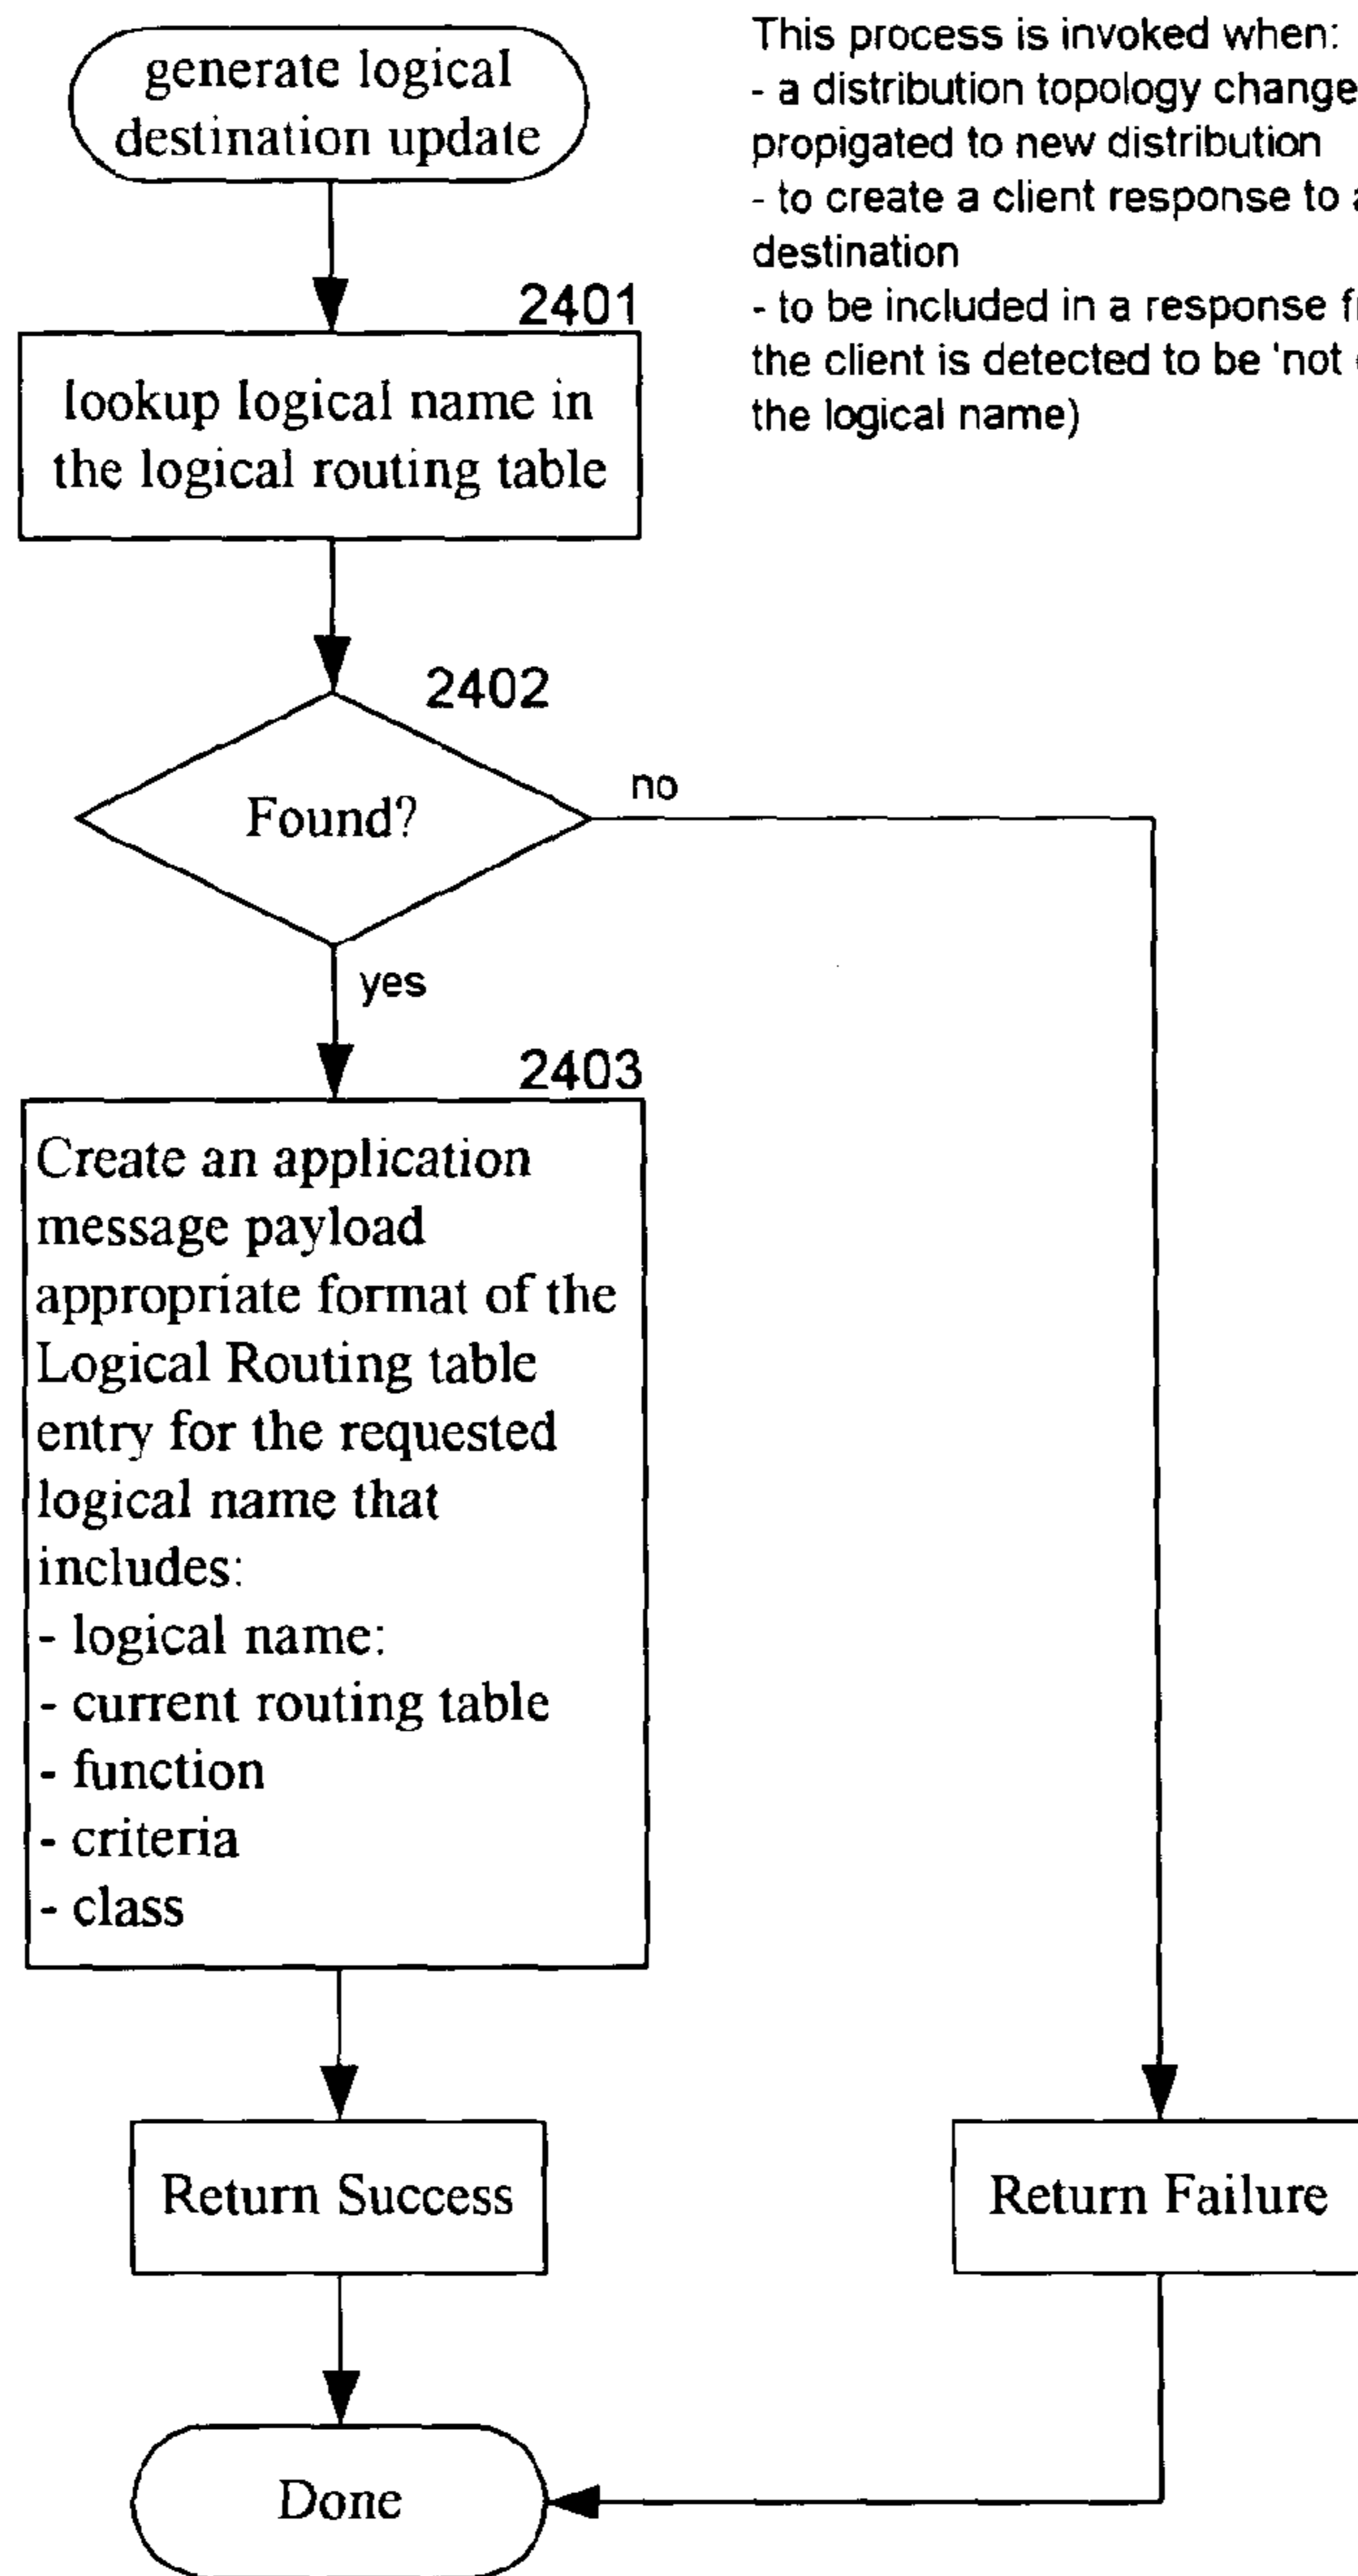 generate logical
destination update
This process is invoked when:
- a distribution topology change
propigated to new distribution
- to create a client response to a
destination
- to be included in a response
the client is detected to be 'not
the logical name)
2401
lookup logical name in
the logical routing table
2402
Found?
no
yes
2403
Create an application
message payload
appropriate format of the
Logical Routing table
entry for the requested
logical name that
includes:
- logical name:
- current routing table
- function
- criteria
- class
Return Success
Return Failure
Done